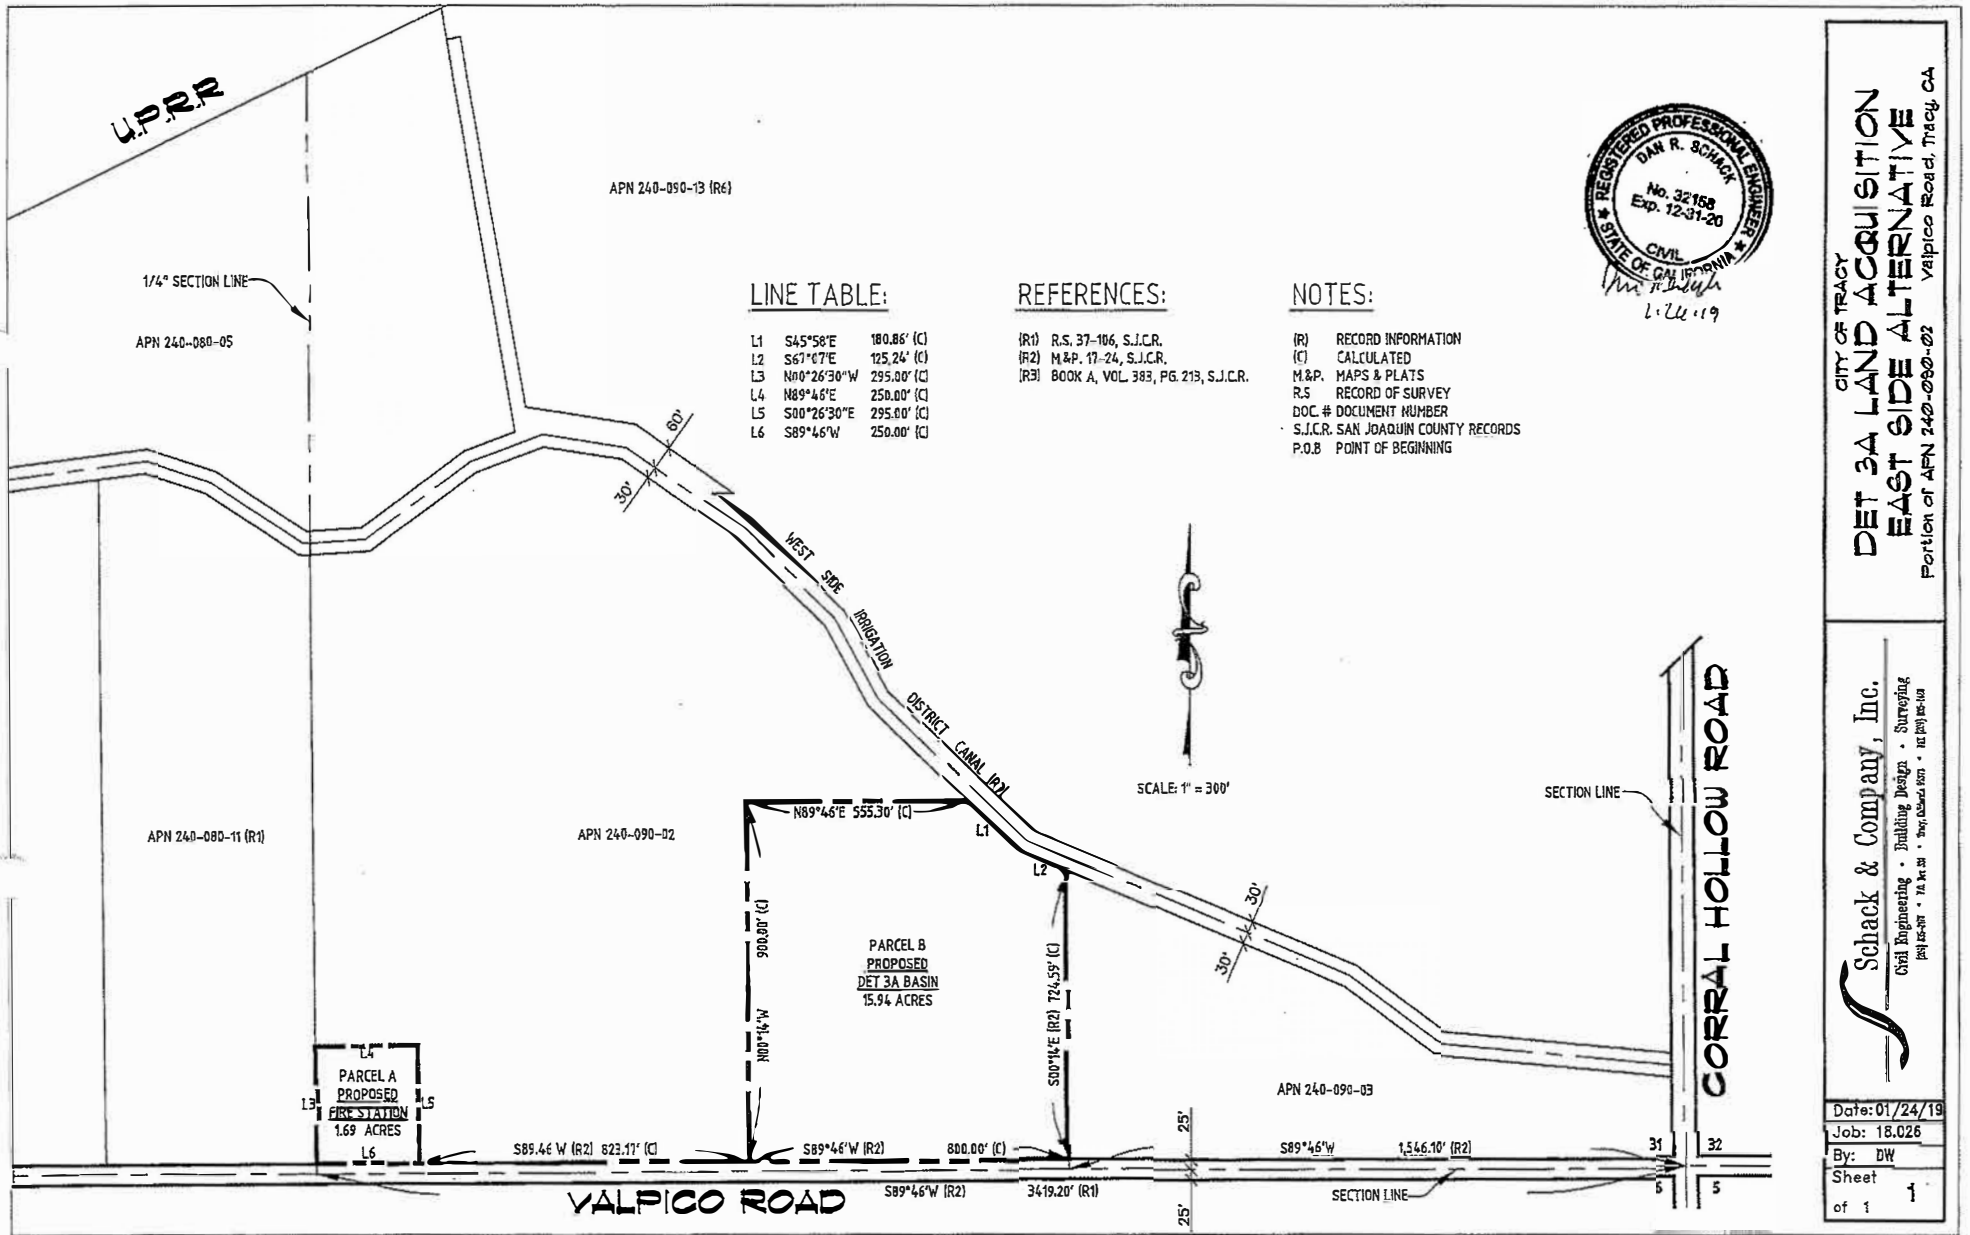 U.P.R.R
APN 240-090-13 (R6)
1/4" SECTION LINE
APN 240-080-05
LINE TABLE:
L1 S45°58'E 180.86' (C)
L2 S67°07'E 125.24' (C)
L3 N00°26'30"W 295.00' (C)
L4 N89°46'E 250.00' (C)
L5 S00°26'30"E 295.00' (C)
L6 S89°46'W 250.00' (C)
REFERENCES:
(R1) R.S. 37-106, S.J.C.R.
(R2) M.&P. 17-24, S.J.C.R.
(R3) BOOK A, VOL. 383, PG. 213, S.J.C.R.
NOTES:
(R) RECORD INFORMATION
(C) CALCULATED
M.&P. MAPS & PLATS
R.S RECORD OF SURVEY
DOC. # DOCUMENT NUMBER
S.J.C.R. SAN JOAQUIN COUNTY RECORDS
P.O.B POINT OF BEGINNING
REGISTERED PROFESSIONAL ENGINEER
DAN R. SCHACK
No. 32168
Exp. 12-31-20
CIVIL
STATE OF CALIFORNIA
60'
30'
WEST SIDE IRRIGATION DISTRICT CANAL
SCALE: 1" = 300'
SECTION LINE
CORRAL HOLLOW ROAD
N89°46'E 555.30' (C)
L1
L2
APN 240-080-11 (R1)
APN 240-090-02
900.00' (C)
N00°14'W
PARCEL B
PROPOSED
DET 3A BASIN
15.94 ACRES
S00°14'E (R2) 724.59' (C)
30'
30'
APN 240-090-03
L4
PARCEL A
PROPOSED
FIRE STATION
1.69 ACRES
L3
L5
L6
S89.46'W (R2) 823.17' (C)
S89°46'W (R2) 800.00' (C)
25'
25'
S89°46'W 1,546.10' (R2)
31 32
6 5
SECTION LINE
S89°46'W (R2) 3419.20' (R1)
VALPICO ROAD
CITY OF TRACY
DET 3A LAND ACQUISITION
EAST SIDE ALTERNATIVE
Portion of APN 240-090-02 Valpico Road, Tracy, CA
Schack & Company, Inc.
Civil Engineering • Building Design • Surveying
Date: 01/24/19
Job: 18.026
By: DW
Sheet 1
of 1